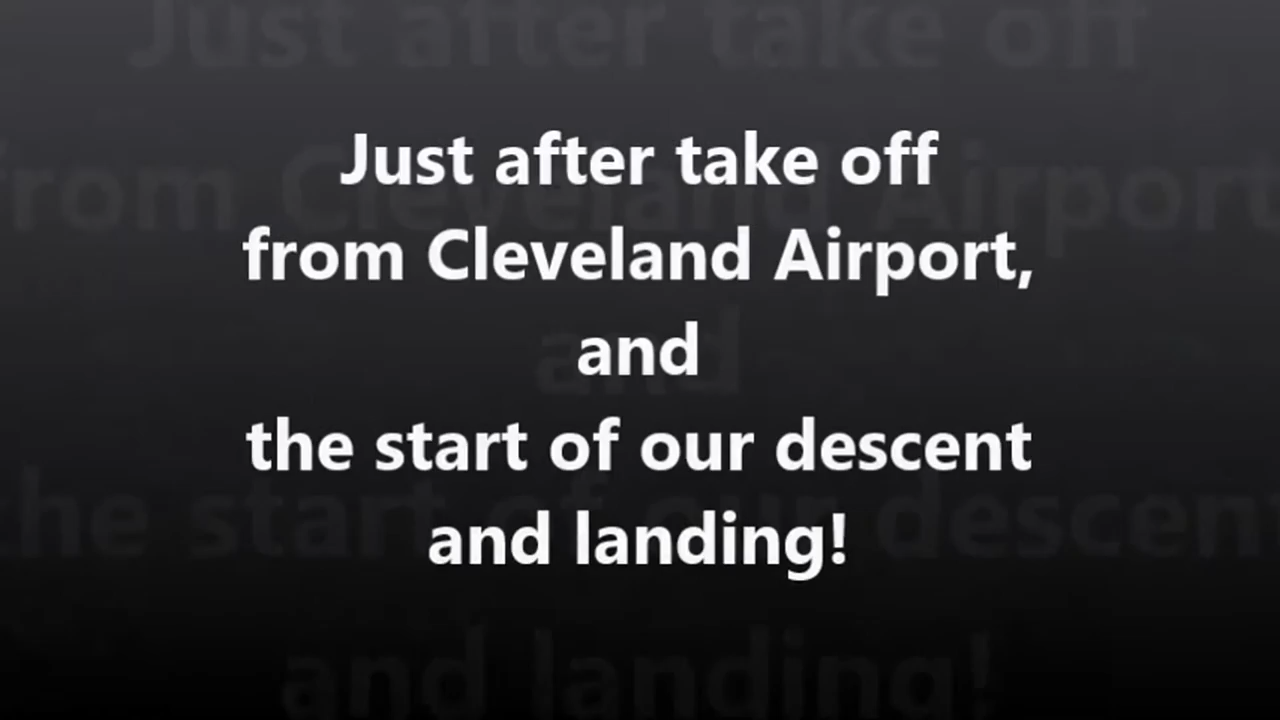 Just after take off
from Cleveland Airport,
and
the start of our descent
and landing!